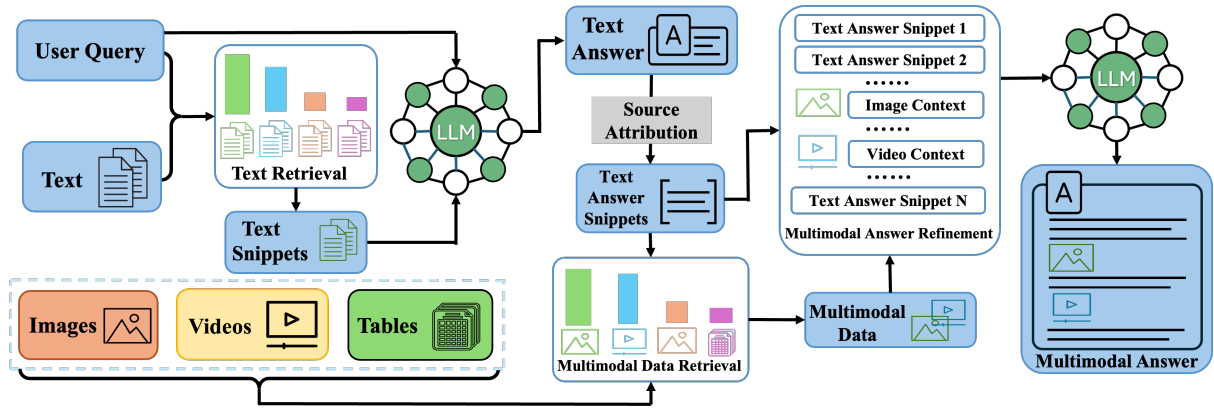 User Query
Text
Text Retrieval
Text
Snippets
LLM
Text
Answer
A
Source
Attribution
Text
Answer
Snippets
Images
Videos
Tables
Multimodal Data Retrieval
Multimodal
Data
Text Answer Snippet 1
Text Answer Snippet 2
......
Image Context
......
Video Context
......
Text Answer Snippet N
Multimodal Answer Refinement
LLM
A
Multimodal Answer